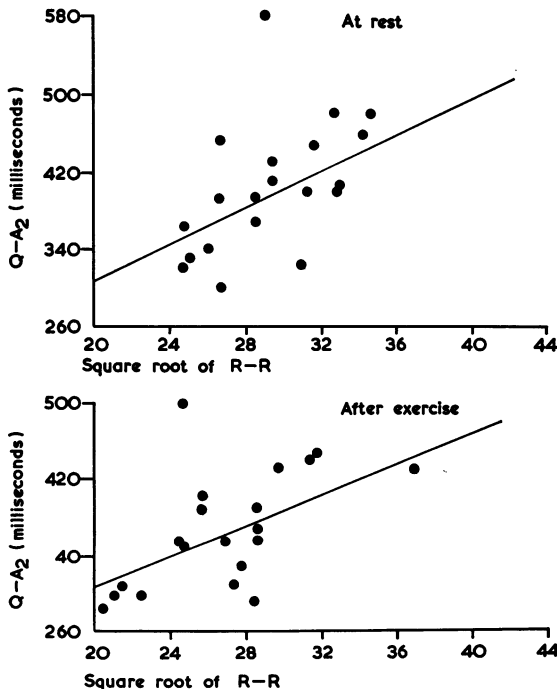 580
At rest
500
420
340
260
Q–A2 (milliseconds)
20 24 28 32 36 40 44
Square root of R–R
500
After exercise
420
40
260
Q–A2 (milliseconds)
20 24 28 32 36 40 44
Square root of R–R